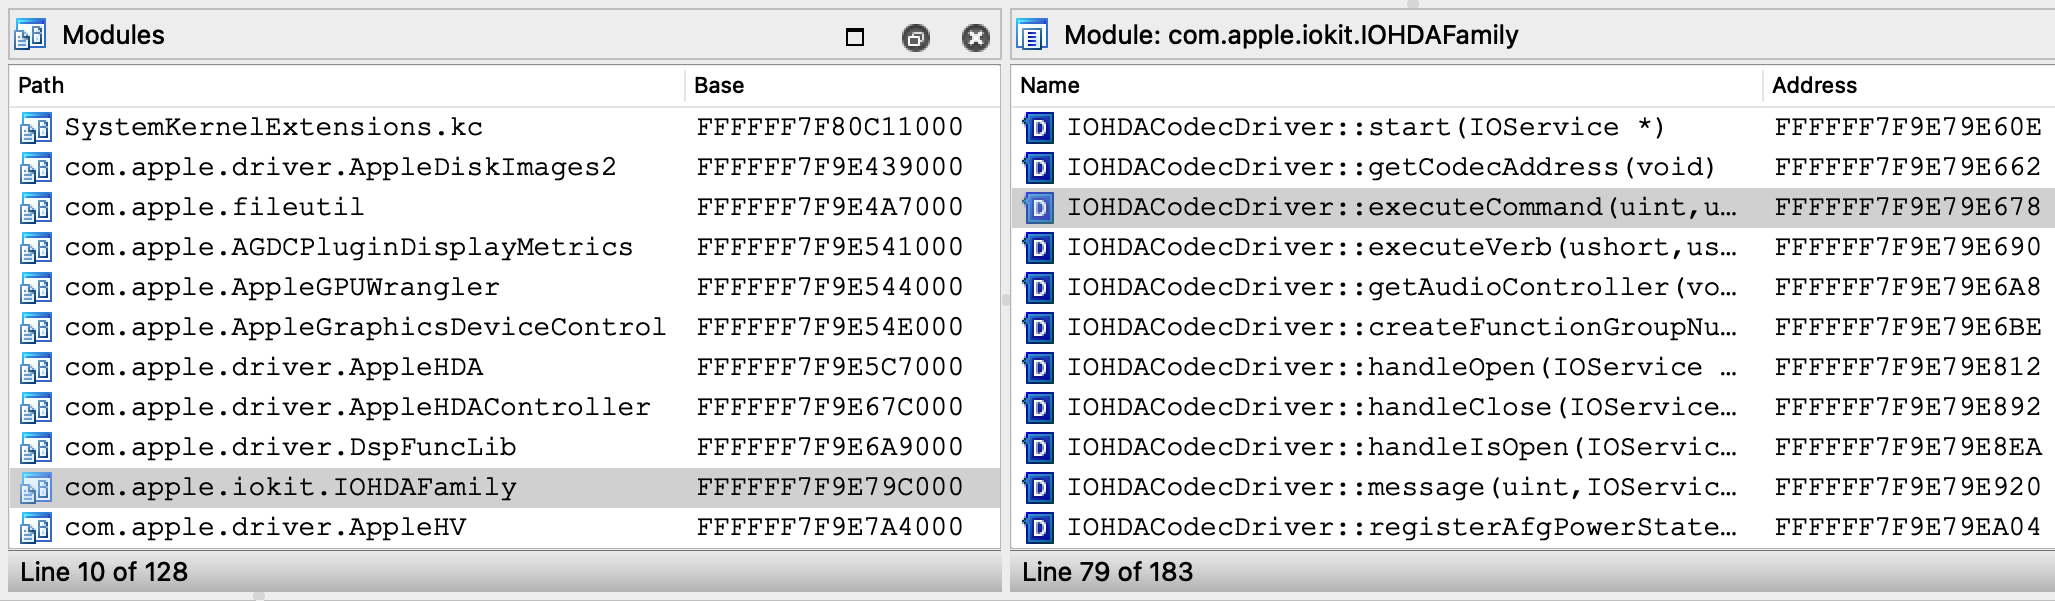 Modules
Path Base
SystemKernelExtensions.kc FFFFFF7F80C11000
com.apple.driver.AppleDiskImages2 FFFFFF7F9E439000
com.apple.fileutil FFFFFF7F9E4A7000
com.apple.AGDCPluginDisplayMetrics FFFFFF7F9E541000
com.apple.AppleGPUWrangler FFFFFF7F9E544000
com.apple.AppleGraphicsDeviceControl FFFFFF7F9E54E000
com.apple.driver.AppleHDA FFFFFF7F9E5C7000
com.apple.driver.AppleHDAController FFFFFF7F9E67C000
com.apple.driver.DspFuncLib FFFFFF7F9E6A9000
com.apple.iokit.IOHDAFamily FFFFFF7F9E79C000
com.apple.driver.AppleHV FFFFFF7F9E7A4000
Line 10 of 128
Module: com.apple.iokit.IOHDAFamily
Name Address
D IOHDACodecDriver::start(IOService *) FFFFFF7F9E79E60E
D IOHDACodecDriver::getCodecAddress(void) FFFFFF7F9E79E662
D IOHDACodecDriver::executeCommand(uint,u… FFFFFF7F9E79E678
D IOHDACodecDriver::executeVerb(ushort,us… FFFFFF7F9E79E690
D IOHDACodecDriver::getAudioController(vo… FFFFFF7F9E79E6A8
D IOHDACodecDriver::createFunctionGroupNu… FFFFFF7F9E79E6BE
D IOHDACodecDriver::handleOpen(IOService … FFFFFF7F9E79E812
D IOHDACodecDriver::handleClose(IOService… FFFFFF7F9E79E892
D IOHDACodecDriver::handleIsOpen(IOServic… FFFFFF7F9E79E8EA
D IOHDACodecDriver::message(uint,IOServic… FFFFFF7F9E79E920
D IOHDACodecDriver::registerAfgPowerState… FFFFFF7F9E79EA04
Line 79 of 183